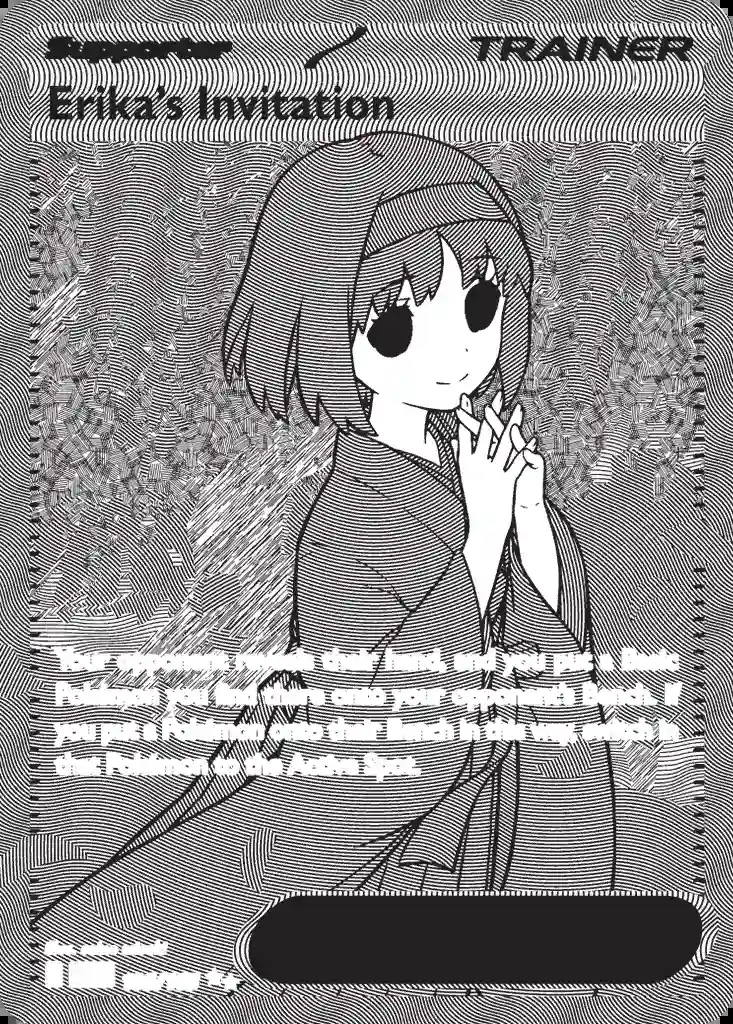 Supporter
TRAINER
Erika's Invitation
Your opponent reveals their hand, and you put a Basic
Pokémon you find there onto your opponent's Bench. If
you put a Pokémon onto their Bench in this way, switch in
that Pokémon to the Active Spot.